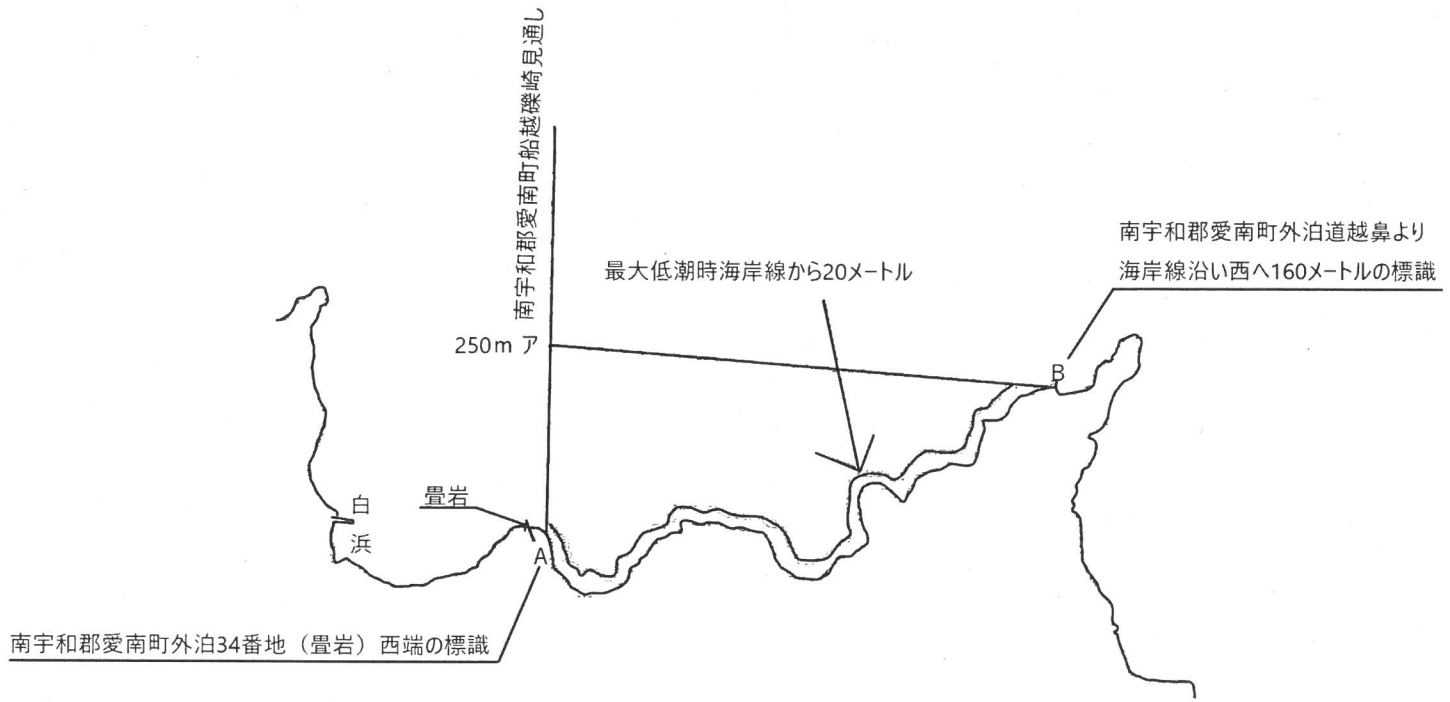 南宇和郡愛南町船越礫崎見通し
南宇和郡愛南町外泊道越鼻より
海岸線沿い西へ160メートルの標識
最大低潮時海岸線から20メートル
250m ア
B
畳岩
白
浜
A
南宇和郡愛南町外泊34番地（畳岩）西端の標識